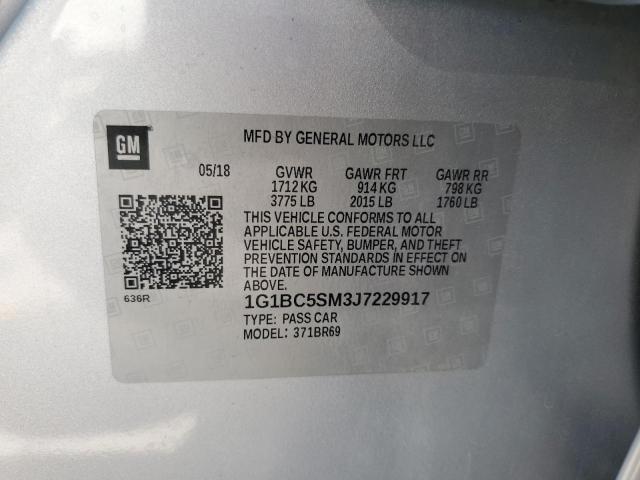 GM
MFD BY GENERAL MOTORS LLC
05/18 GVWR GAWR FRT GAWR RR
1712 KG 914 KG 798 KG
3775 LB 2015 LB 1760 LB
THIS VEHICLE CONFORMS TO ALL
APPLICABLE U.S. FEDERAL MOTOR
VEHICLE SAFETY, BUMPER, AND THEFT
PREVENTION STANDARDS IN EFFECT ON
THE DATE OF MANUFACTURE SHOWN
ABOVE.
636R
1G1BC5SM3J7229917
TYPE: PASS CAR
MODEL: 371BR69